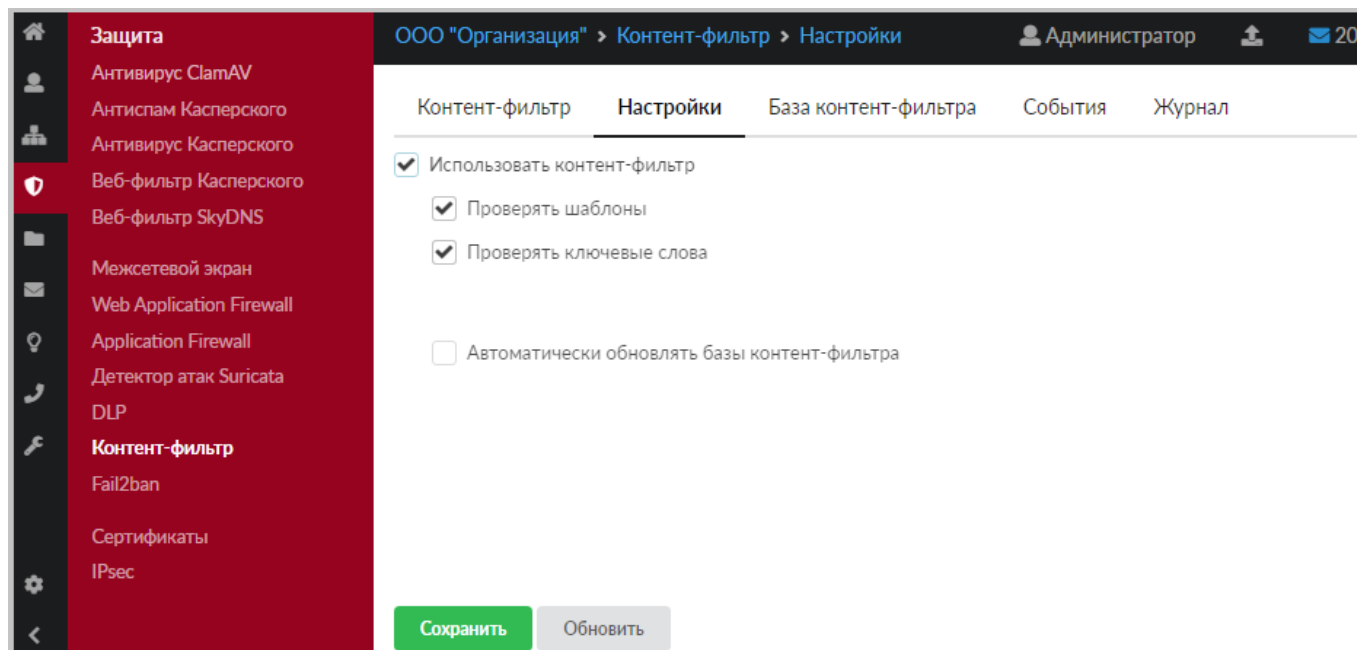 Защита
Антивирус ClamAV
Антиспам Касперского
Антивирус Касперского
Веб-фильтр Касперского
Веб-фильтр SkyDNS
Межсетевой экран
Web Application Firewall
Application Firewall
Детектор атак Suricata
DLP
Контент-фильтр
Fail2ban
Сертификаты
IPsec
ООО "Организация" > Контент-фильтр > Настройки
Администратор
20
Контент-фильтр Настройки База контент-фильтра События Журнал
Использовать контент-фильтр
Проверять шаблоны
Проверять ключевые слова
Автоматически обновлять базы контент-фильтра
Сохранить Обновить